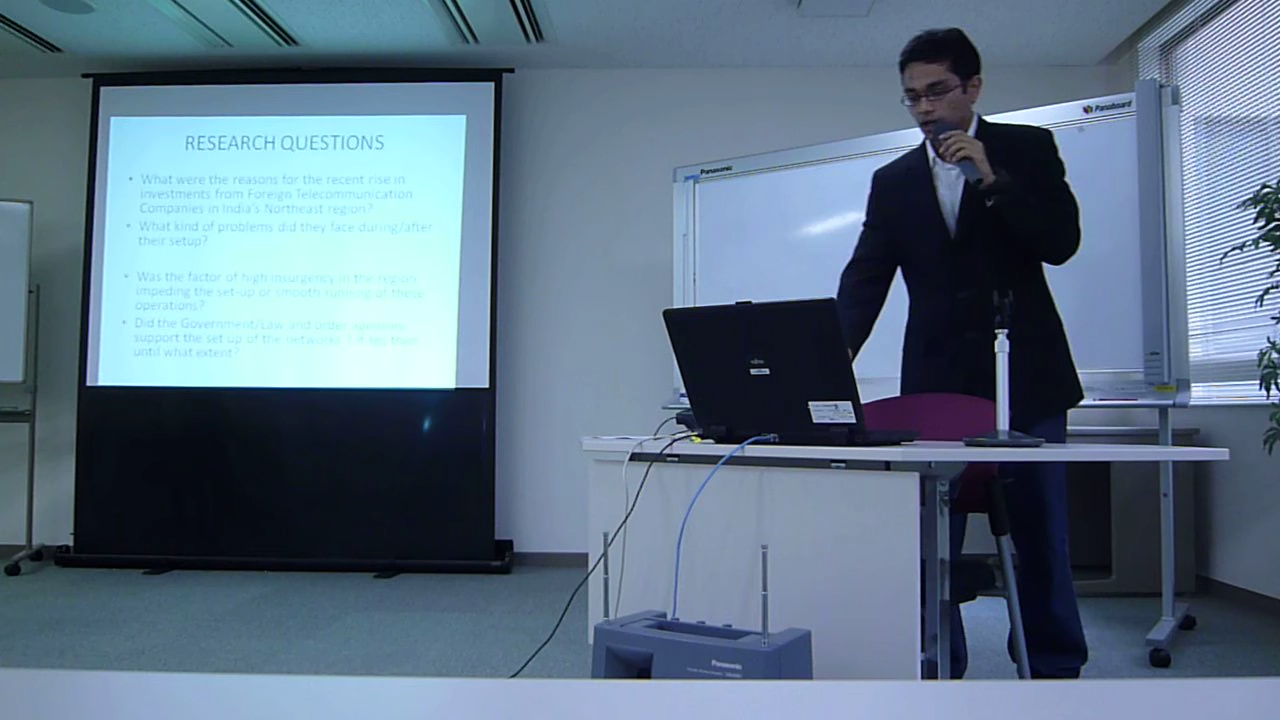 RESEARCH QUESTIONS
• What were the reasons for the recent rise in
investments from Foreign Telecommunication
Companies in India's Northeast region?
• What kind of problems did they face during/after
their setup?
• Was the factor of high insurgency in the region
impeding the set-up or smooth running of these
operations?
• Did the Government/Law and order
support the set up of the networks?
until what extent?
Panasonic
Panaboard
FUJITSU
Panasonic